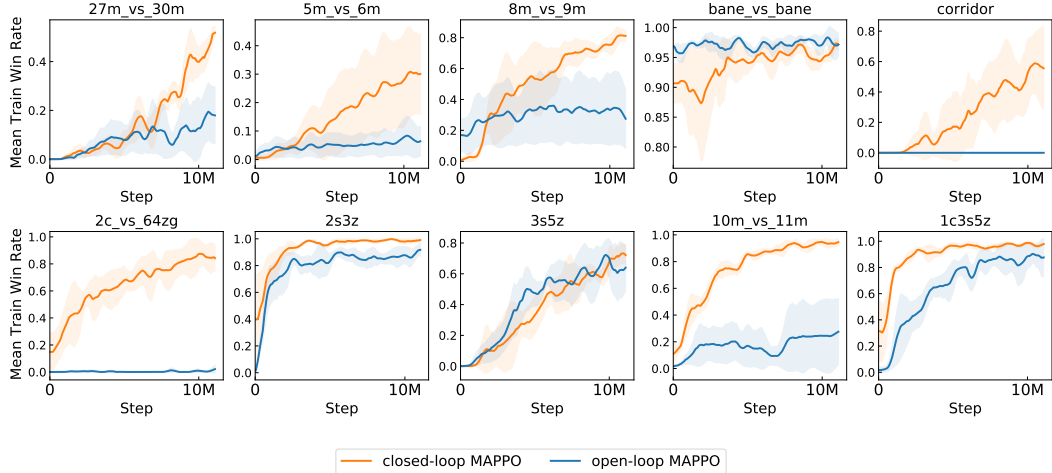 27m_vs_30m 5m_vs_6m 8m_vs_9m bane_vs_bane corridor
Mean Train Win Rate
0.4
0.2
0.0
0 10M
Step
0.4
0.3
0.2
0.1
0.0
0 10M
Step
0.8
0.6
0.4
0.2
0.0
0 10M
Step
1.00
0.95
0.90
0.85
0.80
0 10M
Step
0.8
0.6
0.4
0.2
0.0
0 10M
Step
2c_vs_64zg 2s3z 3s5z 10m_vs_11m 1c3s5z
Mean Train Win Rate
1.0
0.8
0.6
0.4
0.2
0.0
0 10M
Step
1.0
0.8
0.6
0.4
0.2
0.0
0 10M
Step
0.8
0.6
0.4
0.2
0.0
0 10M
Step
1.0
0.8
0.6
0.4
0.2
0.0
0 10M
Step
1.0
0.8
0.6
0.4
0.2
0.0
0 10M
Step
closed-loop MAPPO open-loop MAPPO